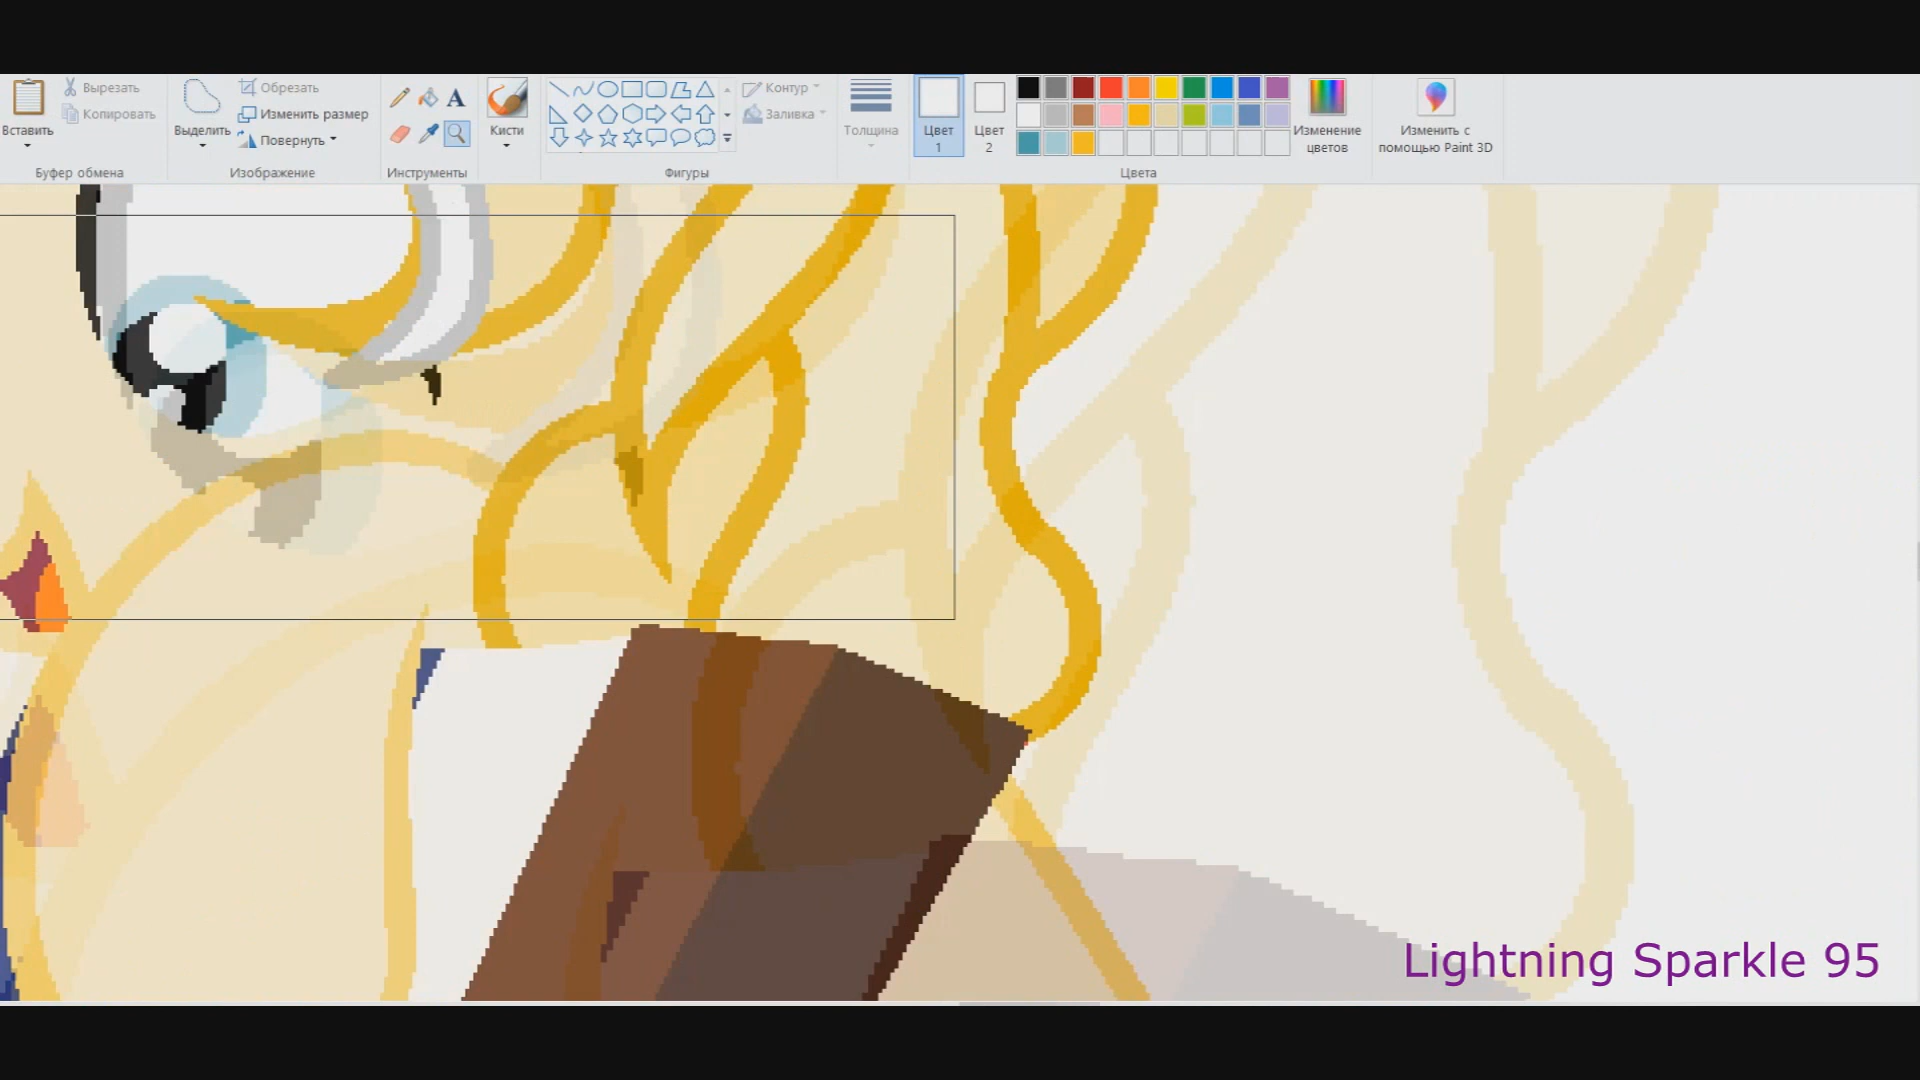 Вставить
Вырезать
Копировать
Буфер обмена
Выделить
Обрезать
Изменить размер
Повернуть
Изображение
A
Инструменты
Кисти
Контур
Заливка
Фигуры
Толщина
Цвет
1
Цвет
2
Изменение
цветов
Цвета
Изменить с
помощью Paint 3D
Lightning Sparkle 95